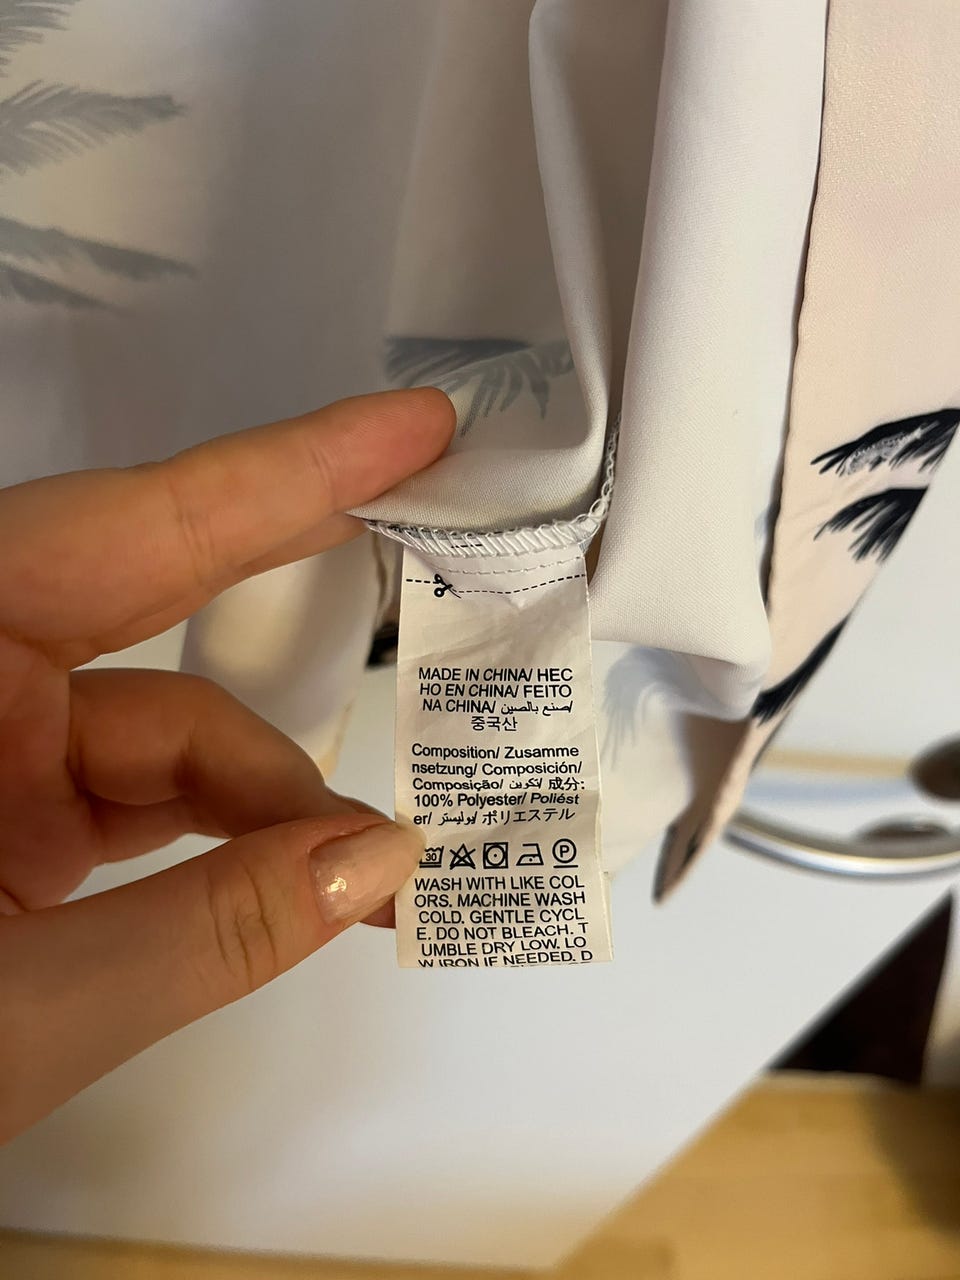 MADE IN CHINA/ HEC
HO EN CHINA/ FEITO
NA CHINA/ صنع بالصين/
중국산
Composition/ Zusamme
nsetzung/ Composición/
Composição/ تكوين/ 成分:
100% Polyester/ Poliést
er/ بوليستر/ ポリエステル
30 P
WASH WITH LIKE COL
ORS. MACHINE WASH
COLD. GENTLE CYCL
E. DO NOT BLEACH. T
UMBLE DRY LOW. LO
W IRON IF NEEDED. D